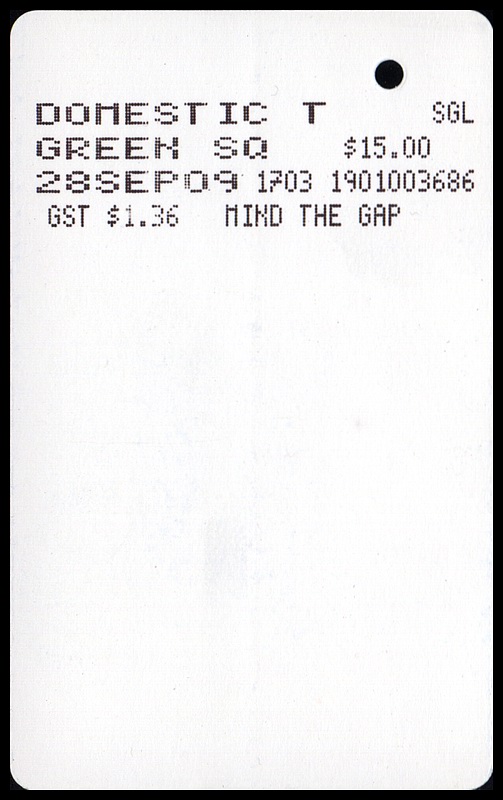 DOMESTIC T SGL
GREEN SQ $15.00
28SEP09 1703 1901003686
GST $1.36 MIND THE GAP